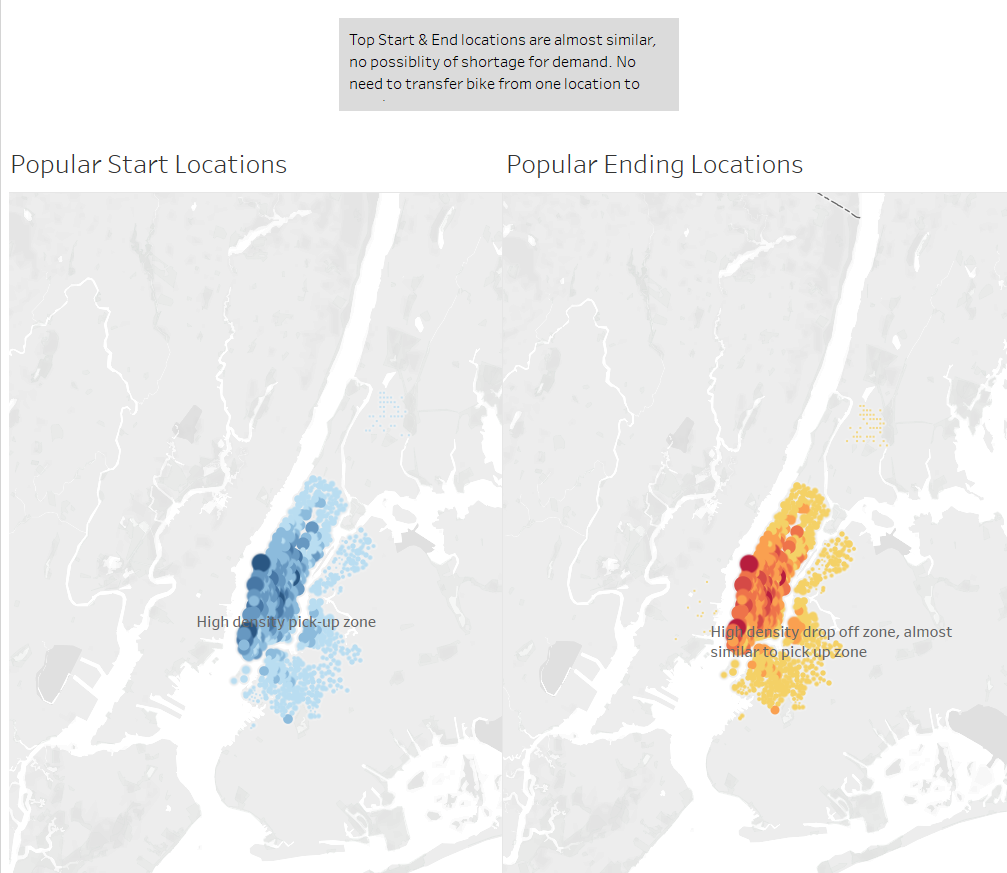 Top Start & End locations are almost similar,
no possiblity of shortage for demand. No
need to transfer bike from one location to
Popular Start Locations
Popular Ending Locations
High density pick-up zone
High density drop off zone, almost
similar to pick up zone